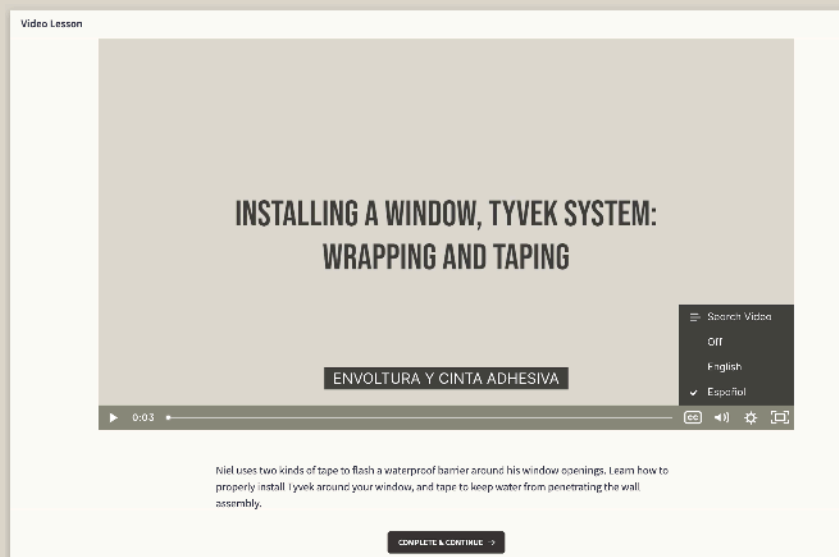 Video Lesson
INSTALLING A WINDOW, TYVEK SYSTEM:
WRAPPING AND TAPING
Search Video
Off
English
Español
ENVOLTURA Y CINTA ADHESIVA
0:03
CC
Niel uses two kinds of tape to flash a waterproof barrier around his window openings. Learn how to
properly install Tyvek around your window, and tape to keep water from penetrating the wall
assembly.
COMPLETE & CONTINUE →